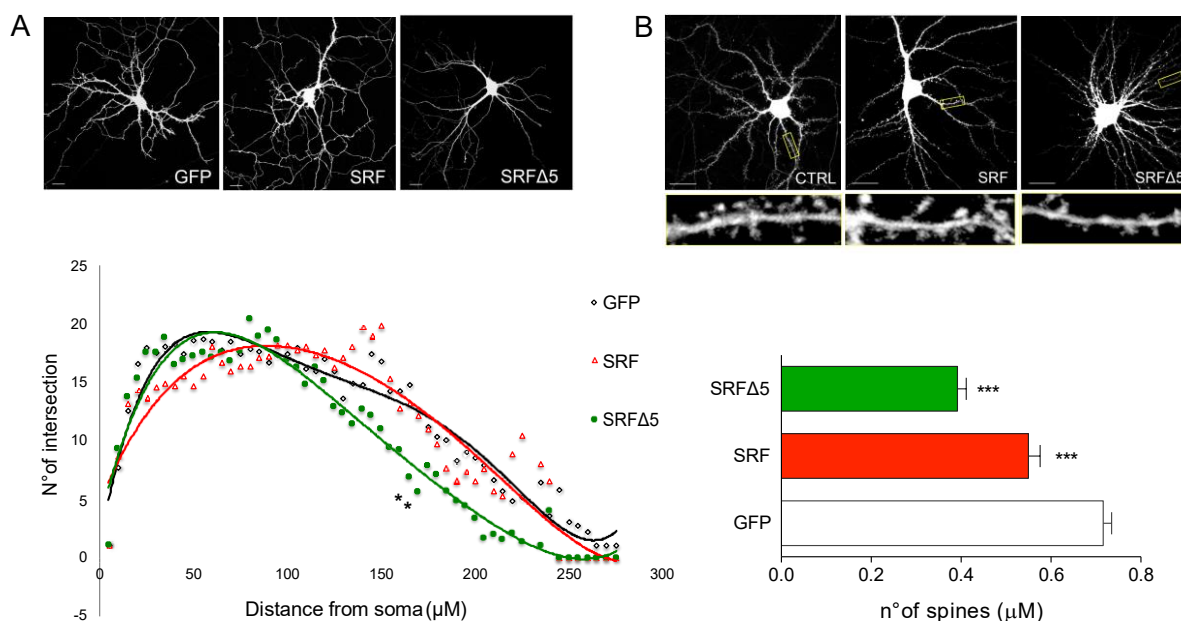 A
GFP
SRF
SRFΔ5
B
CTRL
SRF
SRFΔ5
25
20
15
10
5
0
-5
N°of intersection
0
50
100
150
200
250
300
Distance from soma (µM)
**
GFP
SRF
SRFΔ5
SRFΔ5
***
SRF
***
GFP
0.0
0.2
0.4
0.6
0.8
n°of spines (µM)